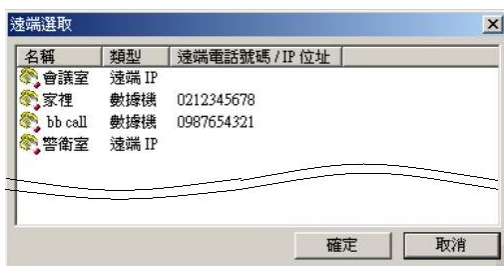 遠端選取
名稱 類型 遠端電話號碼 / IP 位址
會議室 遠端 IP
家裡 數據機 0212345678
bb call 數據機 0987654321
警衛室 遠端 IP
確定 取消